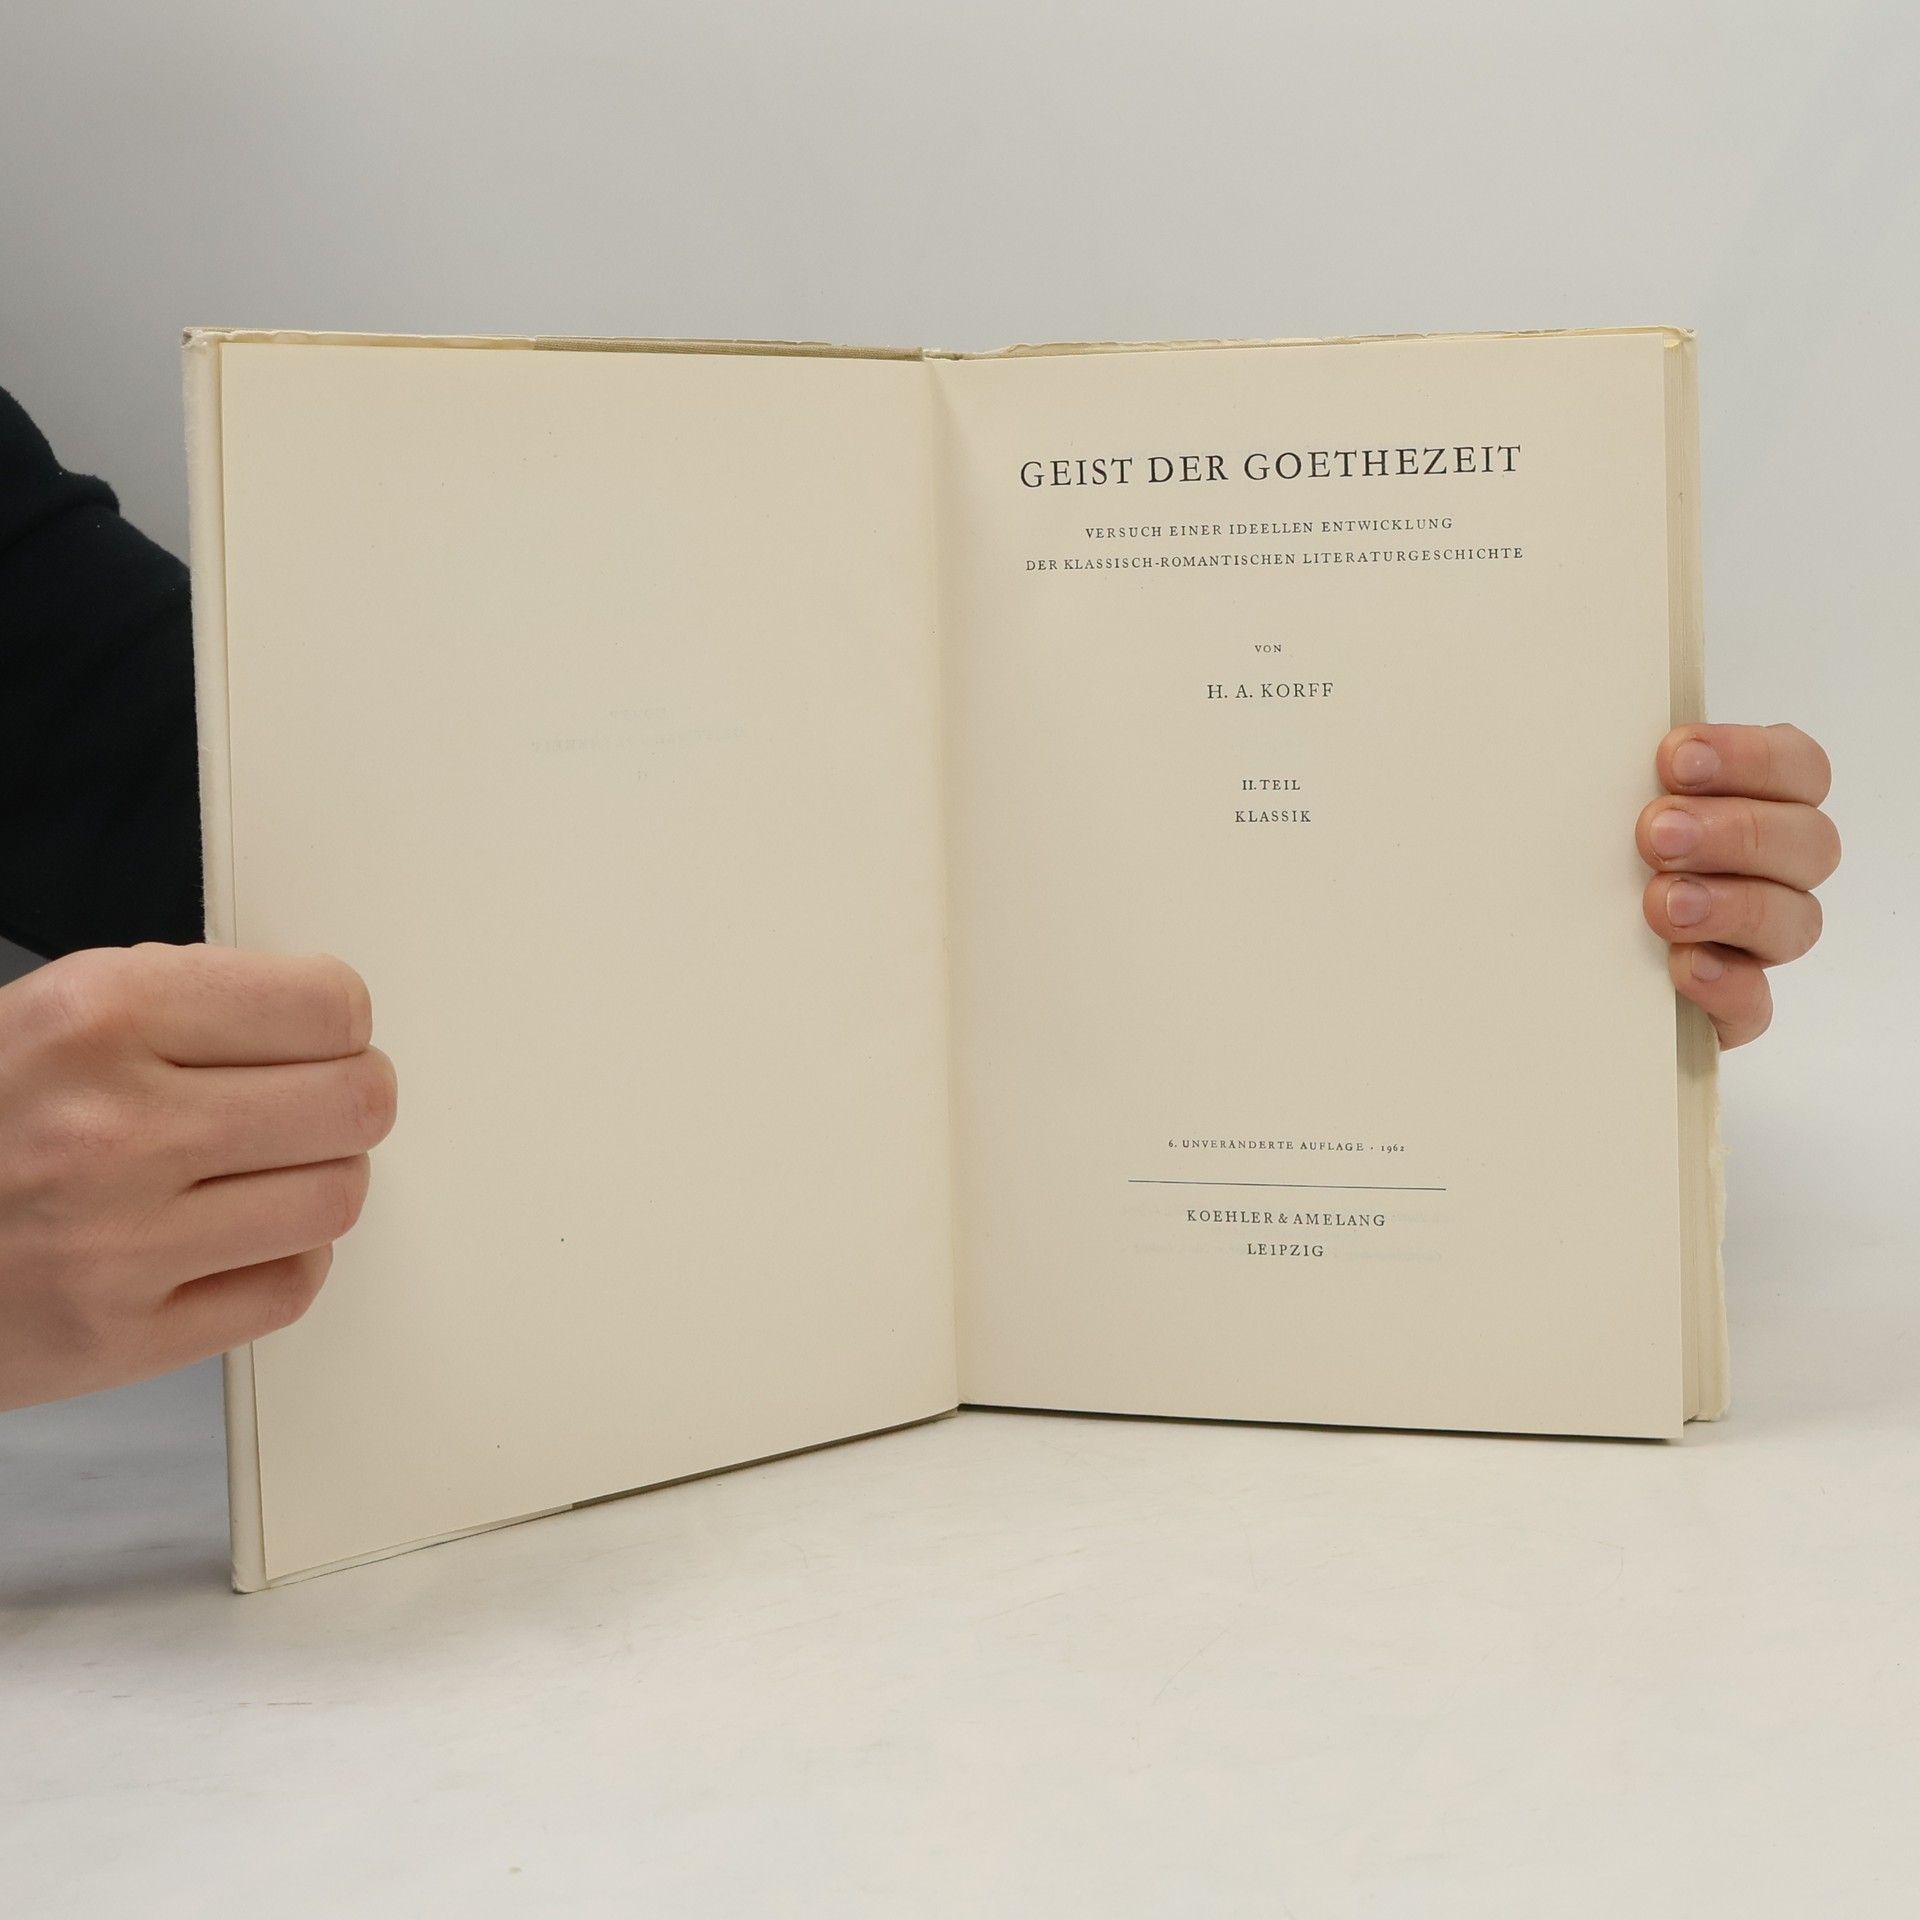 GEIST DER GOETHEZEIT
VERSUCH EINER IDEELLEN ENTWICKLUNG
DER KLASSISCH-ROMANTISCHEN LITERATURGESCHICHTE
VON
H. A. KORFF
II. TEIL
KLASSIK
6. UNVERÄNDERTE AUFLAGE · 1962
KOEHLER & AMELANG
LEIPZIG